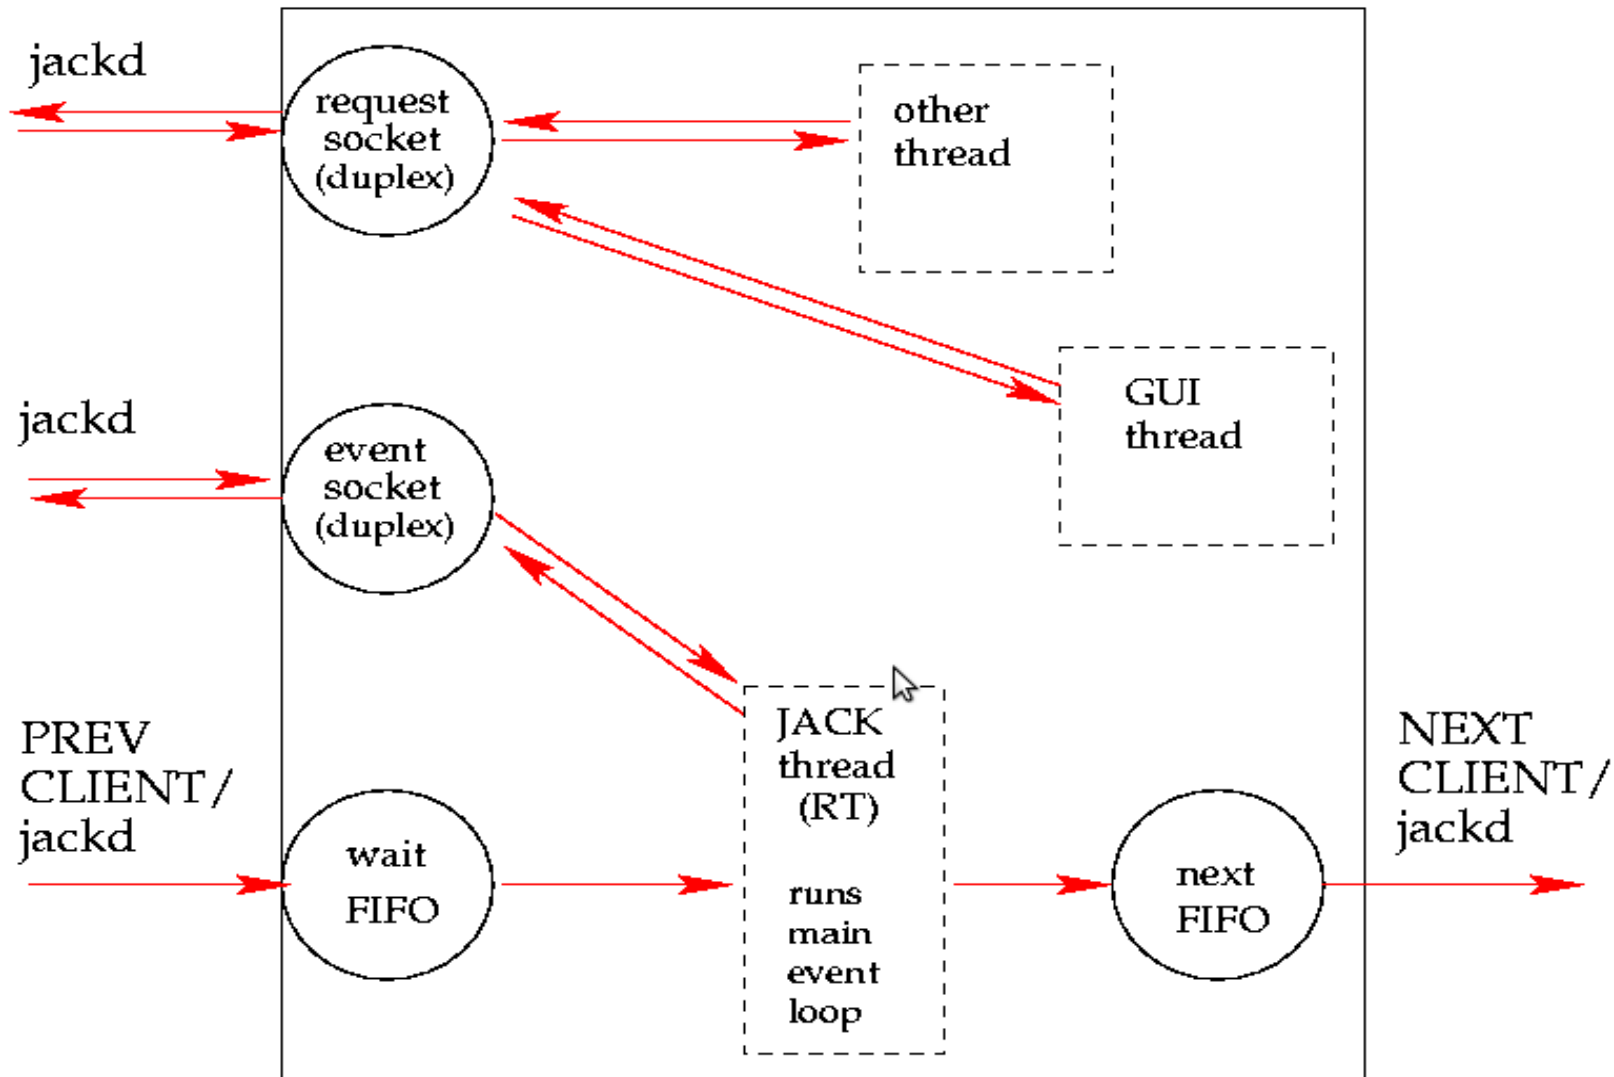 jackd
request
socket
(duplex)
other
thread
GUI
thread
jackd
event
socket
(duplex)
PREV
CLIENT/
jackd
wait
FIFO
JACK
thread
(RT)
runs
main
event
loop
next
FIFO
NEXT
CLIENT/
jackd